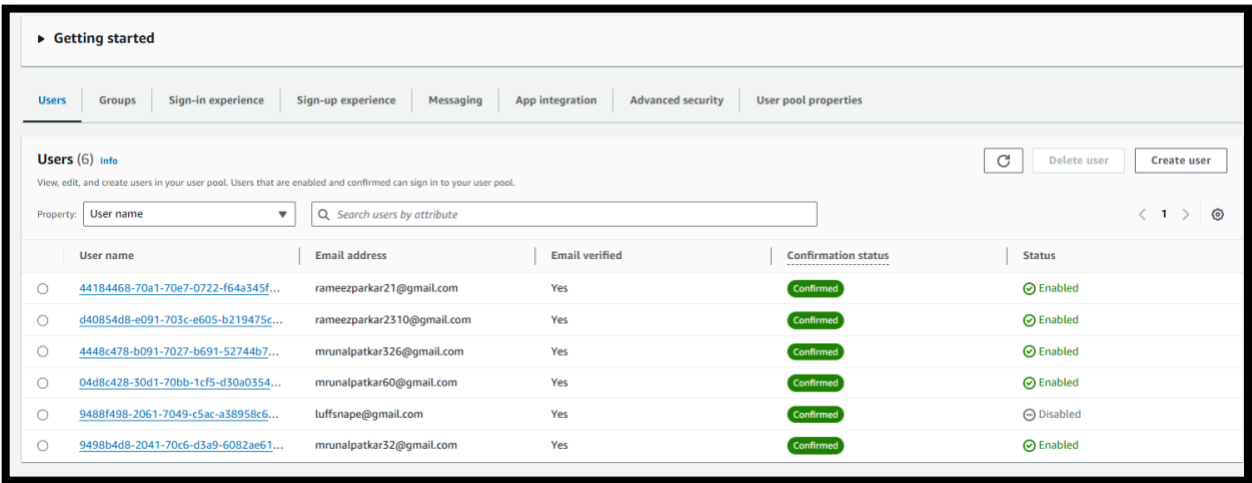 Getting started
Users Groups Sign-in experience Sign-up experience Messaging App integration Advanced security User pool properties
Users (6) Info Delete user Create user
View, edit, and create users in your user pool. Users that are enabled and confirmed can sign in to your user pool.
Property: User name Search users by attribute 1
User name Email address Email verified Confirmation status Status
44184468-70a1-70e7-0722-f64a345f... rameezparkar21@gmail.com Yes Confirmed Enabled
d40854d8-e091-703c-e605-b219475c... rameezparkar2310@gmail.com Yes Confirmed Enabled
4448c478-b091-7027-b691-52744b7... mrunalpatkar326@gmail.com Yes Confirmed Enabled
04d8c428-30d1-70bb-1cf5-d30a0354... mrunalpatkar60@gmail.com Yes Confirmed Enabled
9488f498-2061-7049-c5ac-a38958c6... luffsnape@gmail.com Yes Confirmed Disabled
9498b4d8-2041-70c6-d3a9-6082ae61... mrunalpatkar32@gmail.com Yes Confirmed Enabled